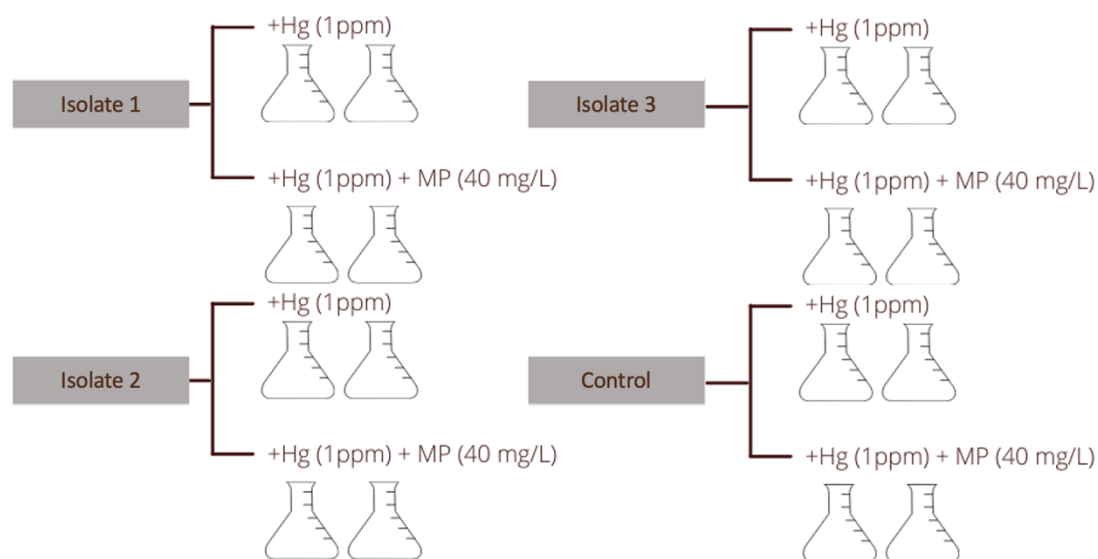 +Hg (1ppm)
Isolate 1
+Hg (1ppm) + MP (40 mg/L)
+Hg (1ppm)
Isolate 3
+Hg (1ppm) + MP (40 mg/L)
+Hg (1ppm)
Isolate 2
+Hg (1ppm) + MP (40 mg/L)
+Hg (1ppm)
Control
+Hg (1ppm) + MP (40 mg/L)